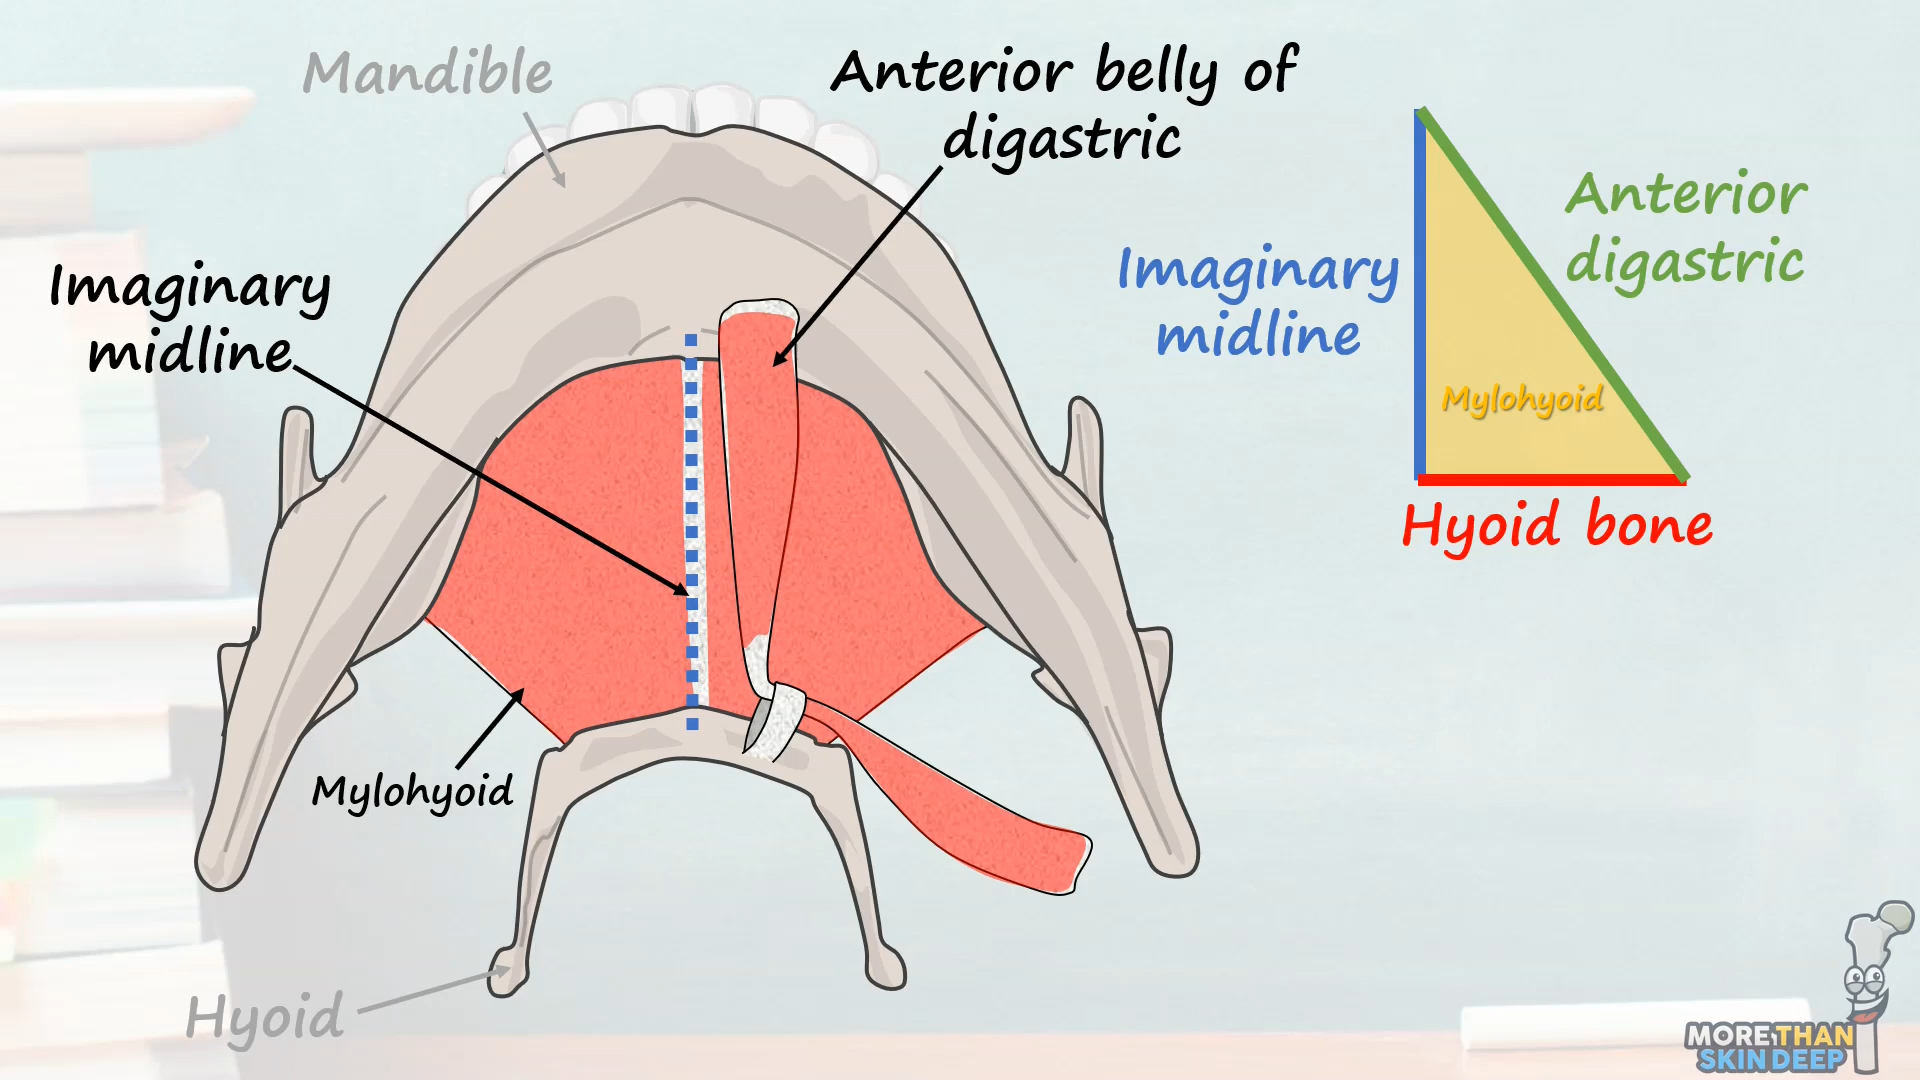 Mandible
Anterior belly of
digastric
Imaginary
midline
Mylohyoid
Hyoid
Imaginary
midline
Anterior
digastric
Mylohyoid
Hyoid bone
MORE THAN
SKIN DEEP